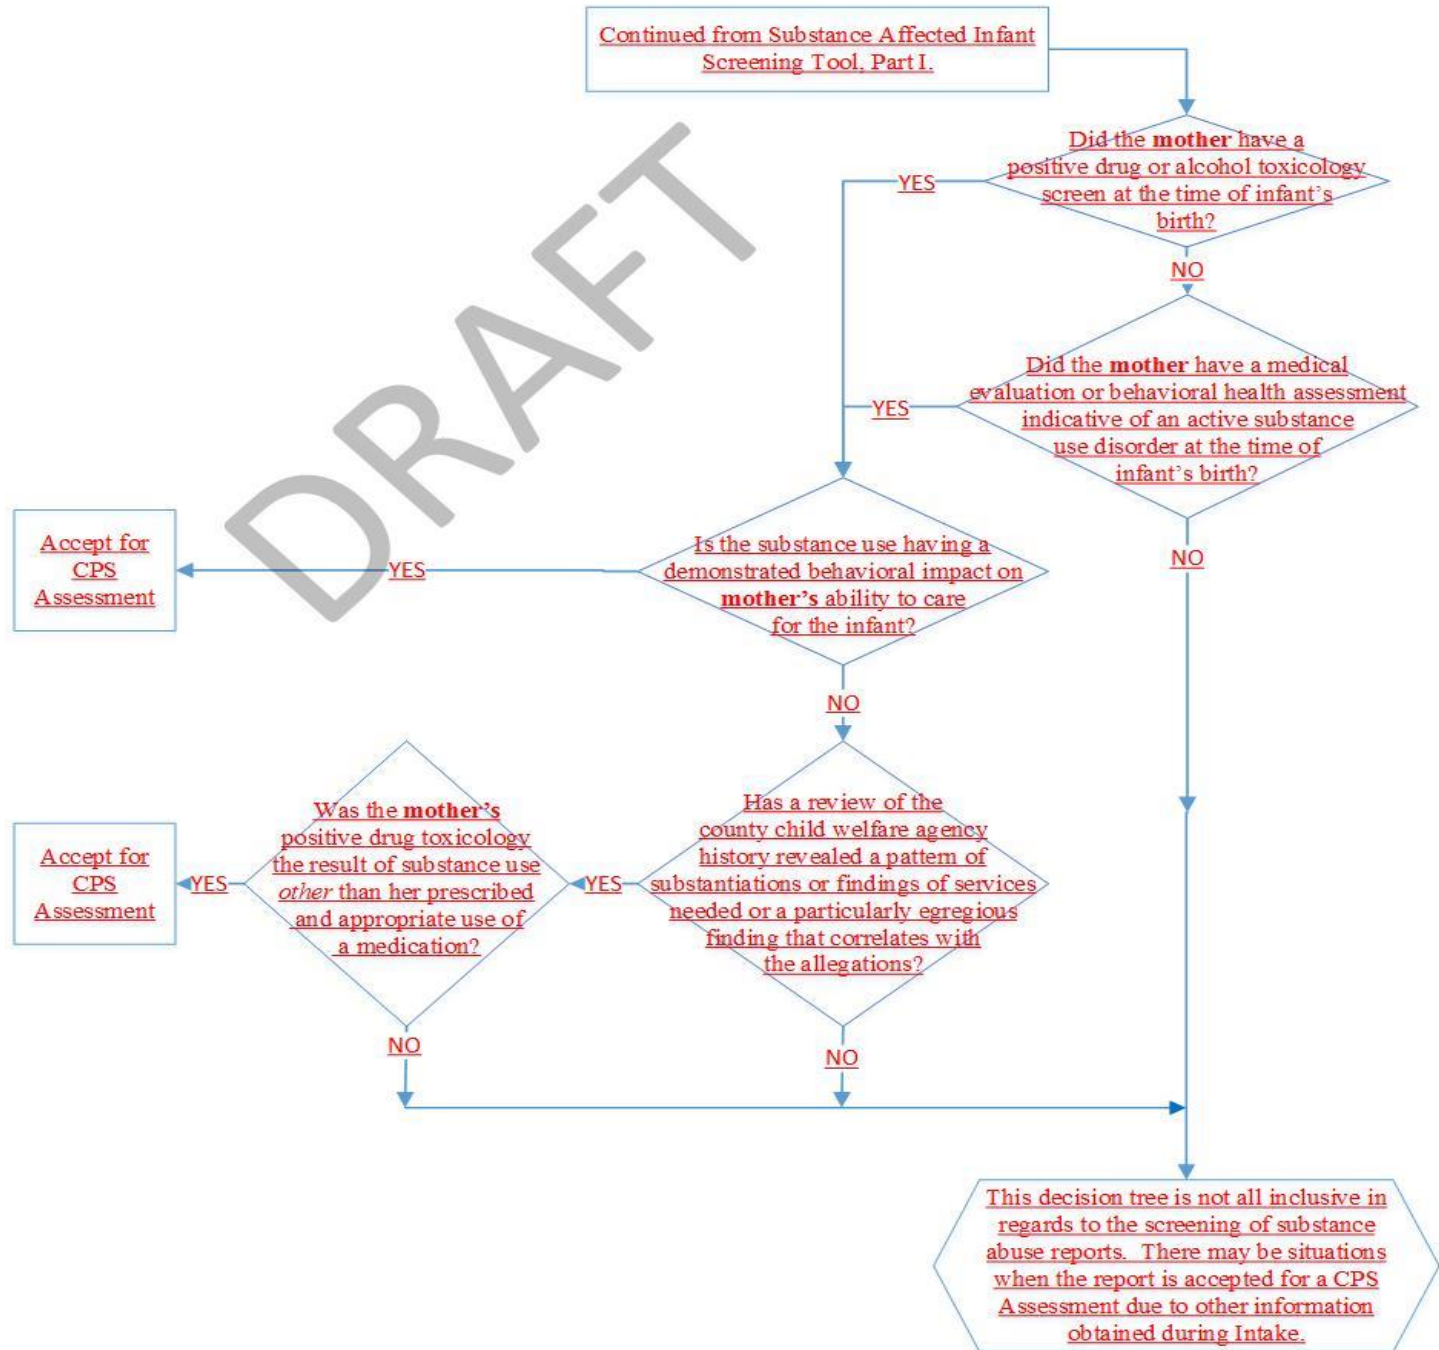 Continued from Substance Affected Infant
Screening Tool, Part I.
Did the mother have a
positive drug or alcohol toxicology
screen at the time of infant's
birth?
YES
NO
Did the mother have a medical
evaluation or behavioral health assessment
indicative of an active substance
use disorder at the time of
infant's birth?
YES
NO
DRAFT
Is the substance use having a
demonstrated behavioral impact on
mother's ability to care
for the infant?
YES
Accept for
CPS
Assessment
NO
Has a review of the
county child welfare agency
history revealed a pattern of
substantiations or findings of services
needed or a particularly egregious
finding that correlates with
the allegations?
YES
Was the mother's
positive drug toxicology
the result of substance use
other than her prescribed
and appropriate use of
a medication?
YES
Accept for
CPS
Assessment
NO
NO
This decision tree is not all inclusive in
regards to the screening of substance
abuse reports.  There may be situations
when the report is accepted for a CPS
Assessment due to other information
obtained during Intake.